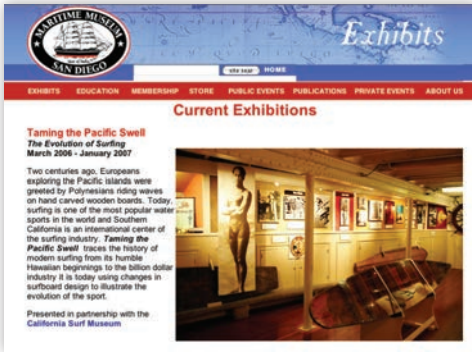 MARITIME MUSEUM
SAN DIEGO
Exhibits
HOME
EXHIBITS EDUCATION MEMBERSHIP STORE PUBLIC EVENTS PUBLICATIONS PRIVATE EVENTS ABOUT US
Current Exhibitions
Taming the Pacific Swell
The Evolution of Surfing
March 2006 - January 2007
Two centuries ago, Europeans
exploring the Pacific islands were
greeted by Polynesians riding waves
on hand carved wooden boards. Today,
surfing is one of the most popular water
sports in the world and Southern
California is an international center of
the surfing industry. Taming the
Pacific Swell traces the history of
modern surfing from its humble
Hawaiian beginnings to the billion dollar
industry it is today using changes in
surfboard design to illustrate the
evolution of the sport.
Presented in partnership with the
California Surf Museum